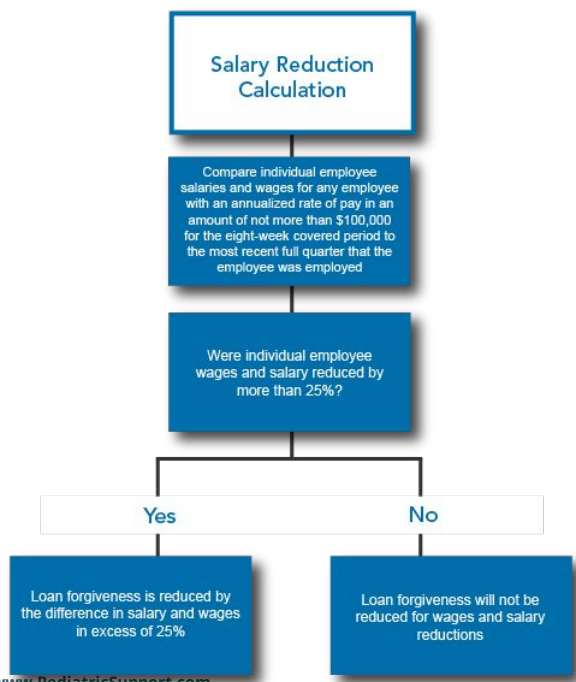 Salary Reduction
Calculation
Compare individual employee
salaries and wages for any employee
with an annualized rate of pay in an
amount of not more than $100,000
for the eight-week covered period to
the most recent full quarter that the
employee was employed
Were individual employee
wages and salary reduced by
more than 25%?
Yes
No
Loan forgiveness is reduced by
the difference in salary and wages
in excess of 25%
Loan forgiveness will not be
reduced for wages and salary
reductions
www.PediatricSupport.com